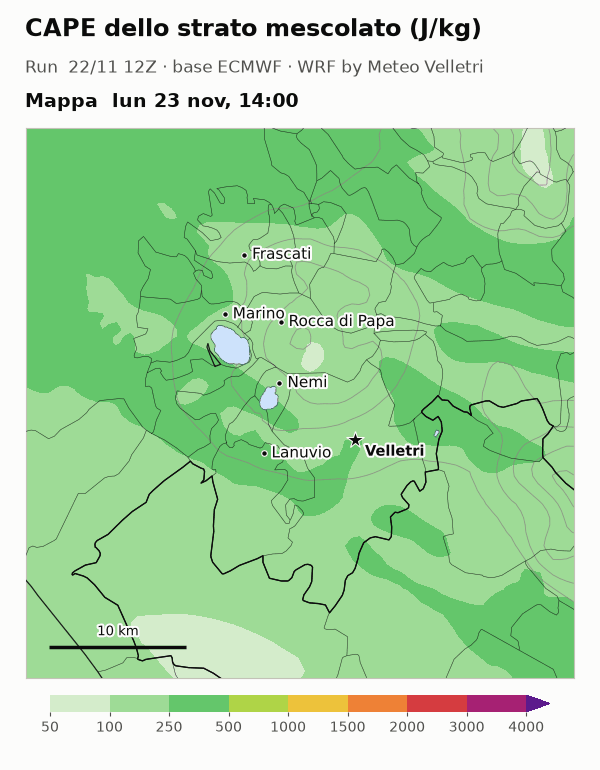 CAPE dello strato mescolato (J/kg)
Run  22/11 12Z · base ECMWF · WRF by Meteo Velletri
Mappa  lun 23 nov, 14:00
Frascati
Marino
Rocca di Papa
Nemi
Velletri
Lanuvio
10 km
50 100 250 500 1000 1500 2000 3000 4000